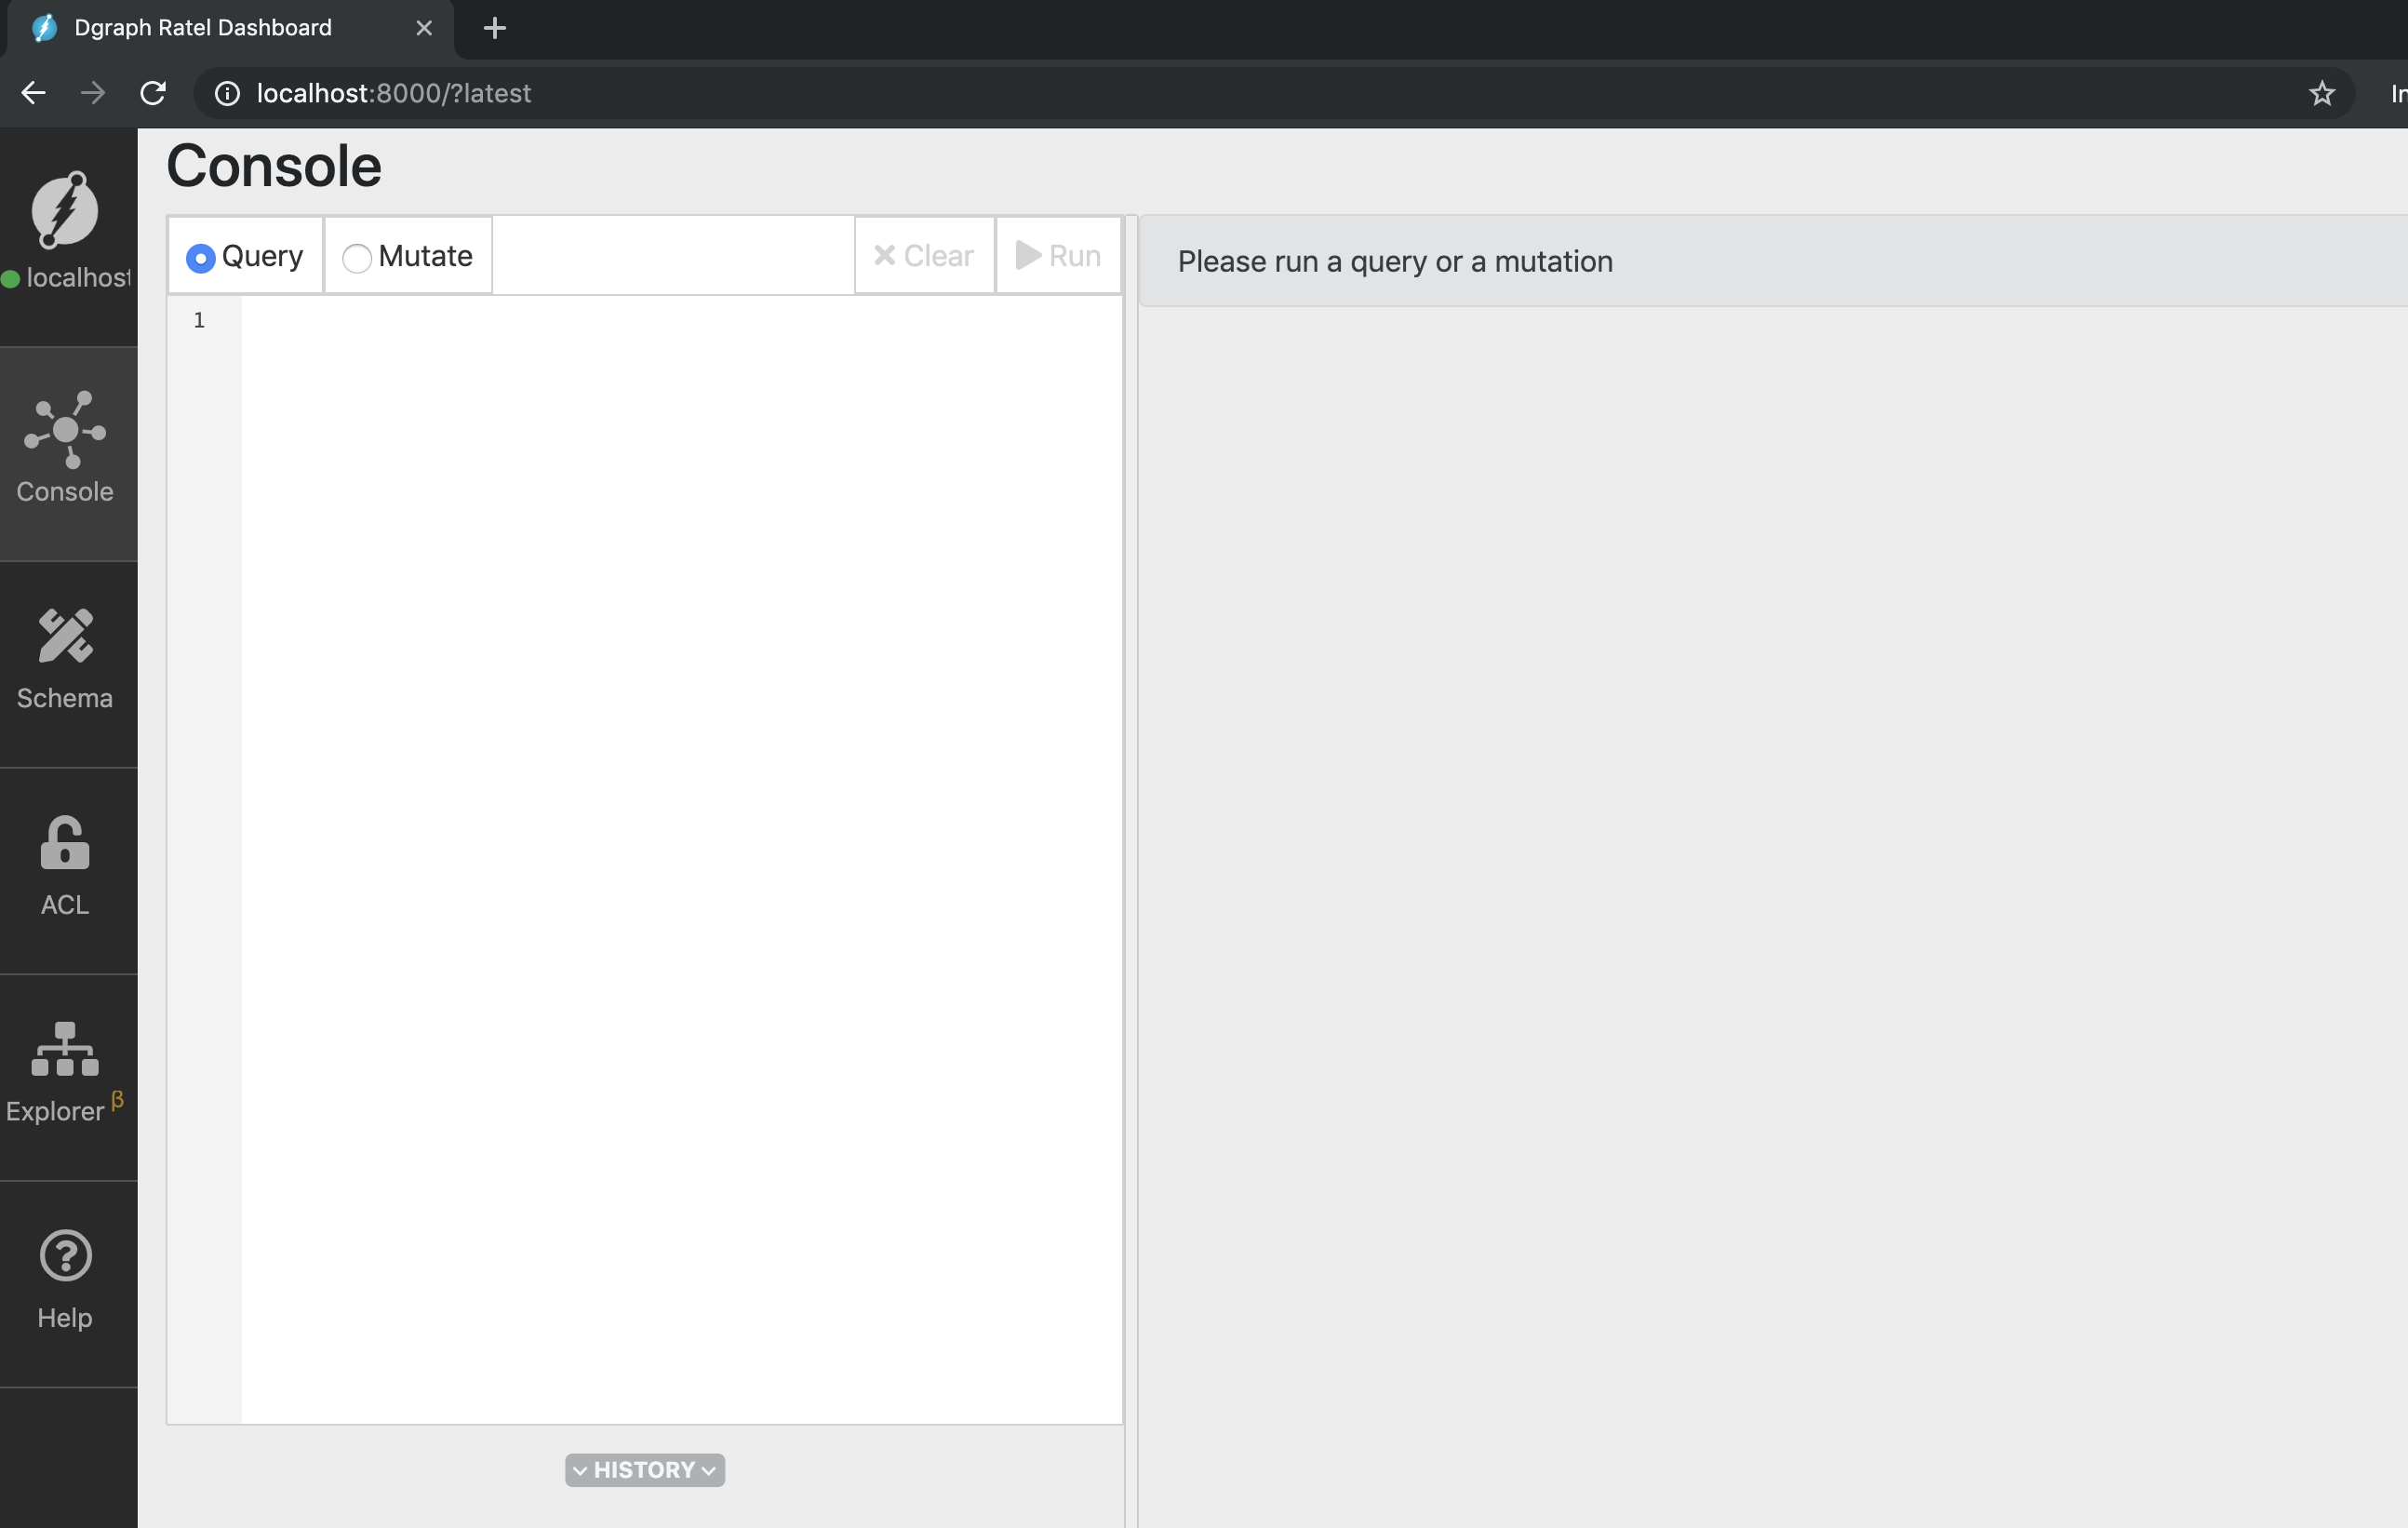 Dgraph Ratel Dashboard
localhost:8000/?latest
In
localhost
Console
Schema
ACL
Explorer β
Help
Console
Query Mutate Clear Run
1
HISTORY
Please run a query or a mutation